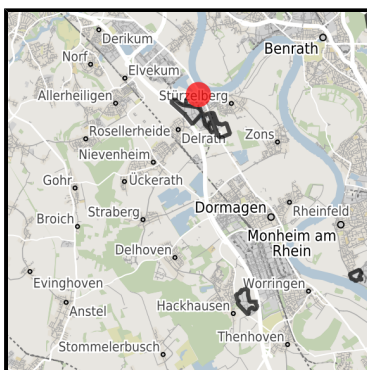 Derikum
Benrath
Norf
Elvekum
Allerheiligen
Stürzelberg
Rosellerheide
Delrath
Zons
Nievenheim
Gohr
Ückerath
Straberg
Dormagen
Rheinfeld
Broich
Monheim am
Rhein
Delhoven
Evinghoven
Worringen
Anstel
Hackhausen
Thenhoven
Stommelerbusch